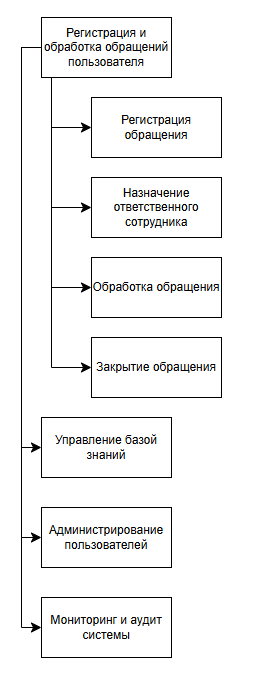 Регистрация и
обработка обращений
пользователя
Регистрация
обращения
Назначение
ответственного
сотрудника
Обработка обращения
Закрытие обращения
Управление базой
знаний
Администрирование
пользователей
Мониторинг и аудит
системы